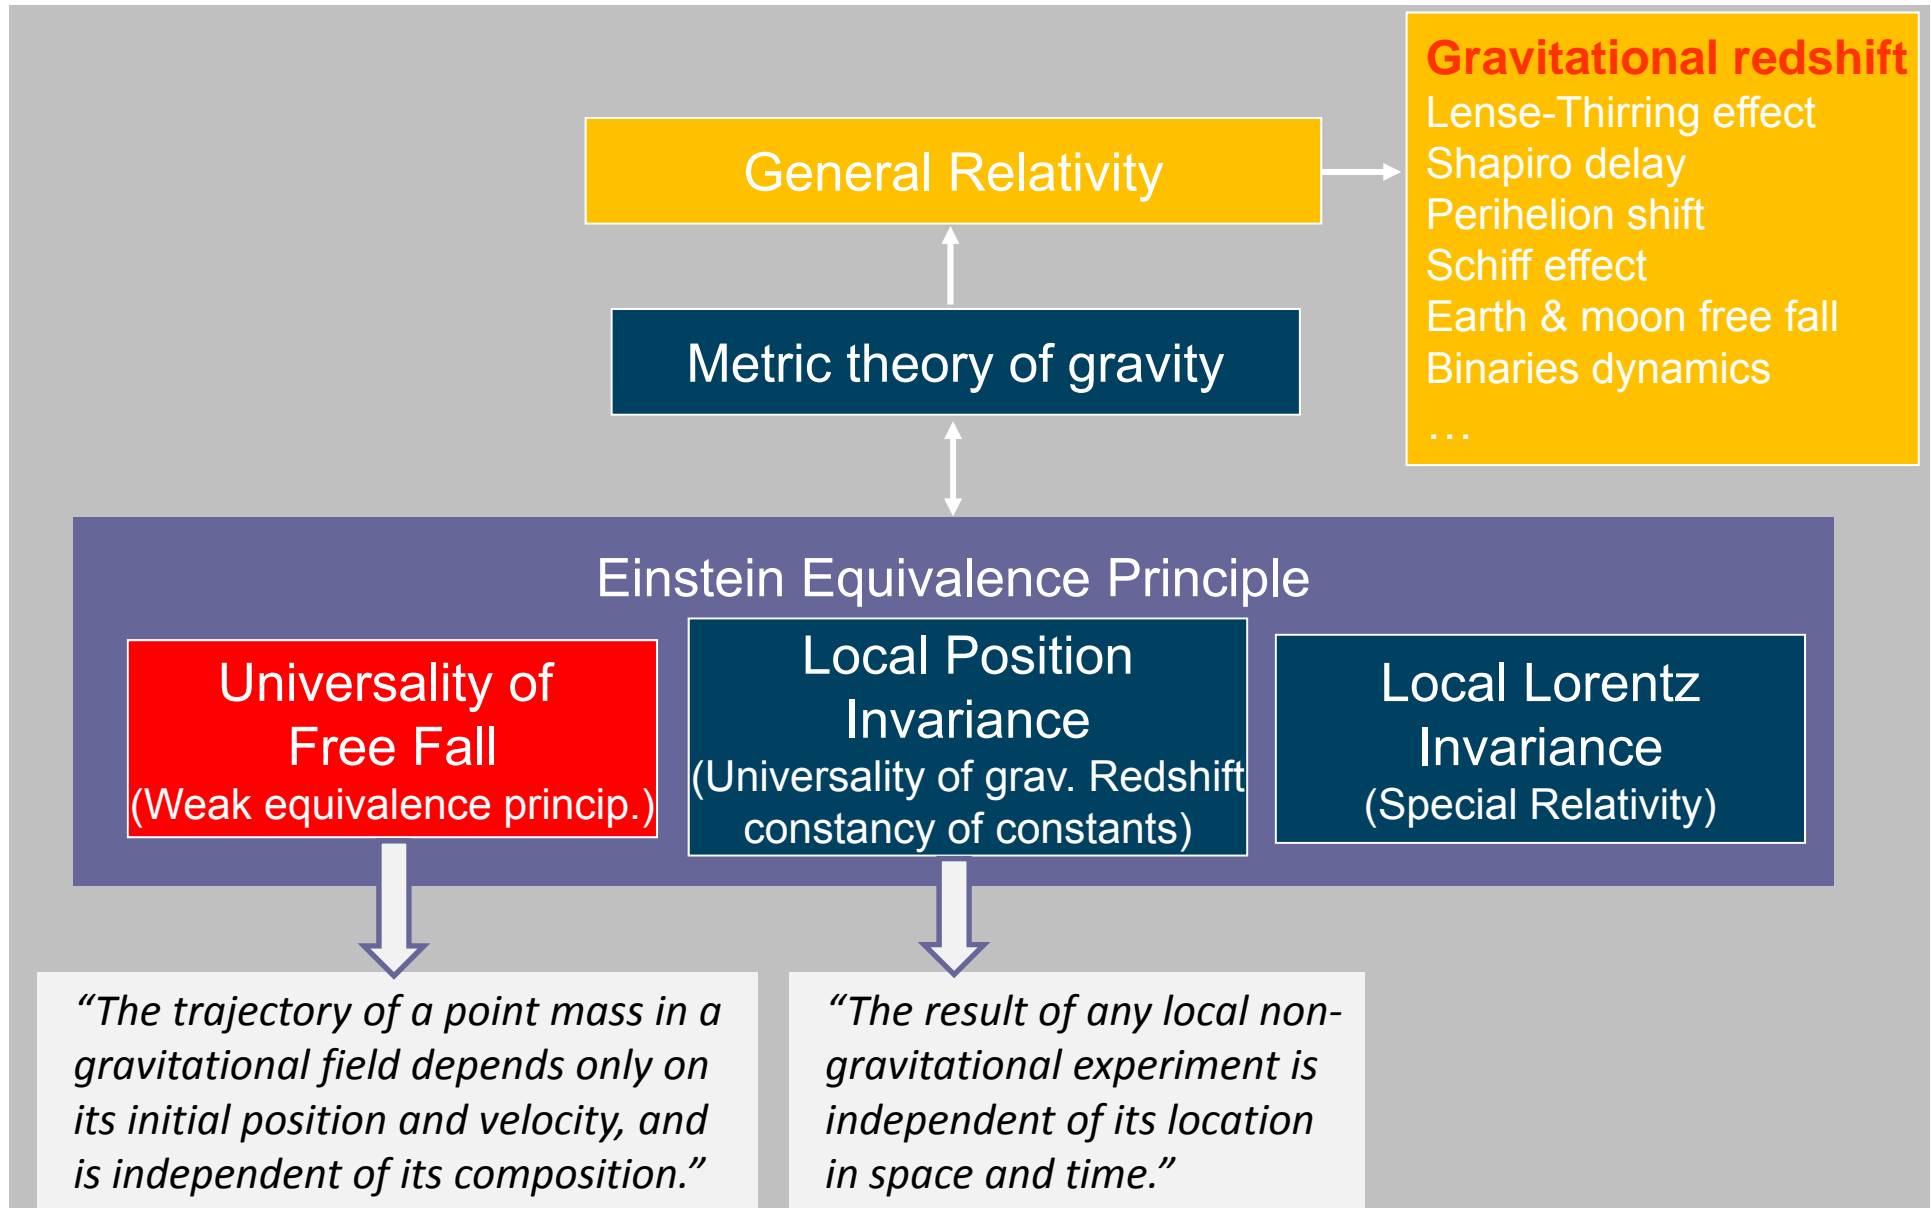 Gravitational redshift
Lense-Thirring effect
Shapiro delay
Perihelion shift
Schiff effect
Earth & moon free fall
Binaries dynamics
…
General Relativity
Metric theory of gravity
Einstein Equivalence Principle
Universality of
Free Fall
(Weak equivalence princip.)
Local Position
Invariance
(Universality of grav. Redshift
constancy of constants)
Local Lorentz
Invariance
(Special Relativity)
“The trajectory of a point mass in a
gravitational field depends only on
its initial position and velocity, and
is independent of its composition.”
“The result of any local non-
gravitational experiment is
independent of its location
in space and time.”